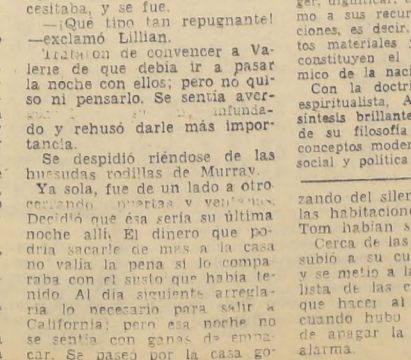 cesitaba, y se fue.
—¡Qué tipo tan repugnante!
—exclamó Lillian.
Trataron de convencer a Va-
lerie de que debía ir a pasar
la noche con ellos; pero no qui-
so ni pensarlo. Se sentía aver-
infunda-
do y rehusó darle más impor-
tancia.
Se despidió riéndose de las
huesudas rodillas de Murray.
Ya sola, fue de un lado a otro
cerrando puertas y ventanas.
Decidió que ésa sería su última
noche allí. El dinero que po-
dría sacarle de más a la casa
no valía la pena si lo compa-
raba con el susto que había te-
nido. Al día siguiente arregla-
ría lo necesario para salir a
California; pero esa noche no
se sentía con ganas de empa-
car. Se paseó por la casa go-
ger, dignificar,
mo a sus recur
ciones, es decir,
tos materiales
constituyen el
mico de la naci
Con la doctri
espiritualista, A
síntesis brillante
de su filosofía
conceptos moder
social y política
zando del silen
las habitacione
Tom habían s
Cerca de las
subió a su cu
y se metió a la
lista de las c
que hacer al
cuando hubo
de apagar la
alarma.